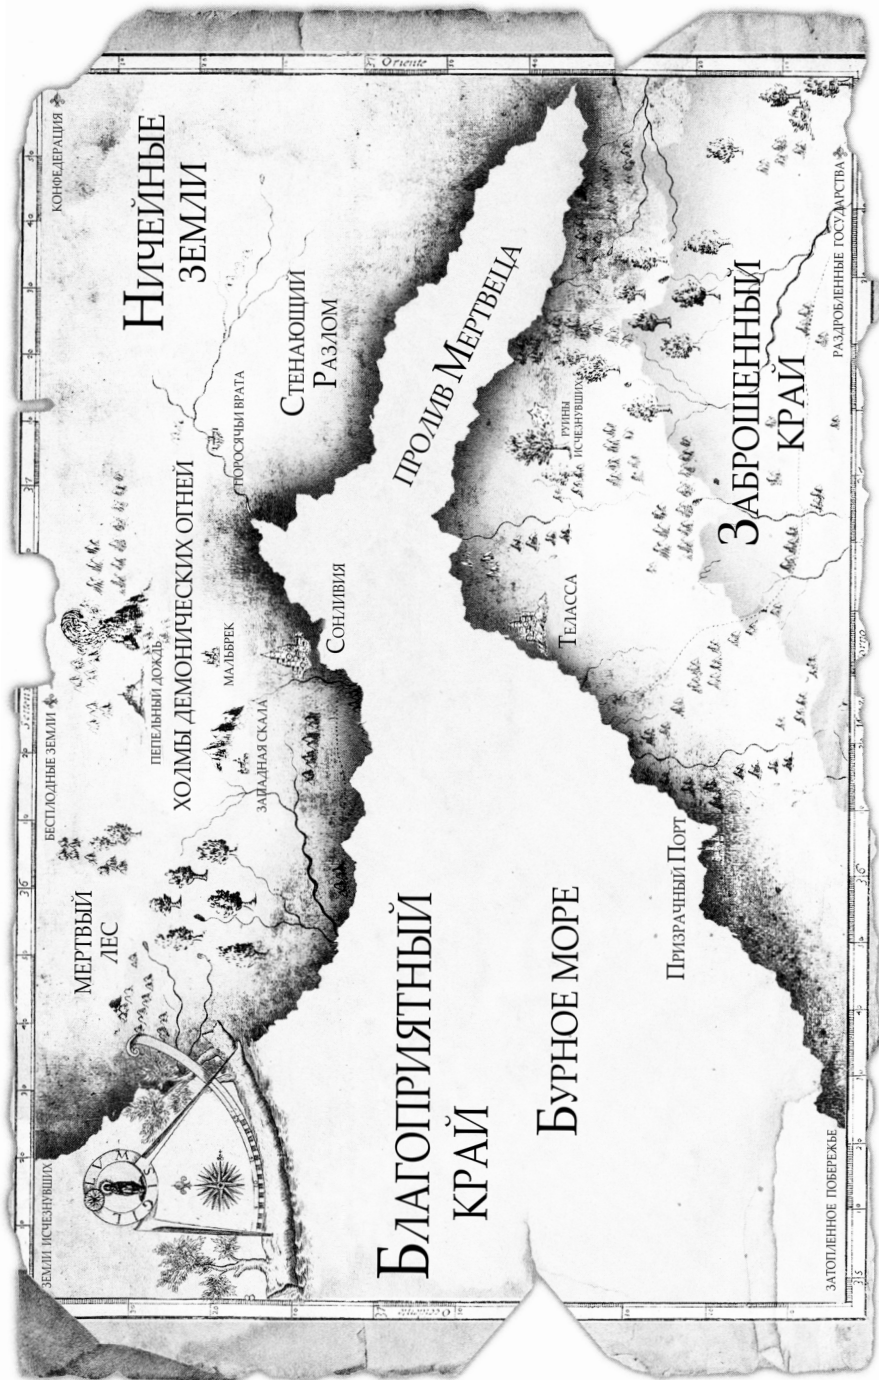 ЗЕМЛИ ИСЧЕЗНУВШИХ
БЕСПЛОДНЫЕ ЗЕМЛИ
КОНФЕДЕРАЦИЯ
МЕРТВЫЙ
ЛЕС
НИЧЕЙНЫЕ
ЗЕМЛИ
ПЕПЕЛЬНЫЙ ДОЖДЬ
ХОЛМЫ ДЕМОНИЧЕСКИХ ОГНЕЙ
МАЛЬБРЕК
ПОРОСЯЧЬИ ВРАТА
ЗАПАДНАЯ СКАЛА
СТЕНАЮЩИЙ
РАЗЛОМ
СОНЛИВИЯ
Oriente
БЛАГОПРИЯТНЫЙ
КРАЙ
ПРОЛИВ МЕРТВЕЦА
БУРНОЕ МОРЕ
РУИНЫ
ИСЧЕЗНУВШИХ
ТЕЛАССА
ПРИЗРАЧНЫЙ ПОРТ
ЗАБРОШЕННЫЙ
КРАЙ
ЗАТОПЛЕННОЕ ПОБЕРЕЖЬЕ
РАЗДРОБЛЕННЫЕ ГОСУДАРСТВА